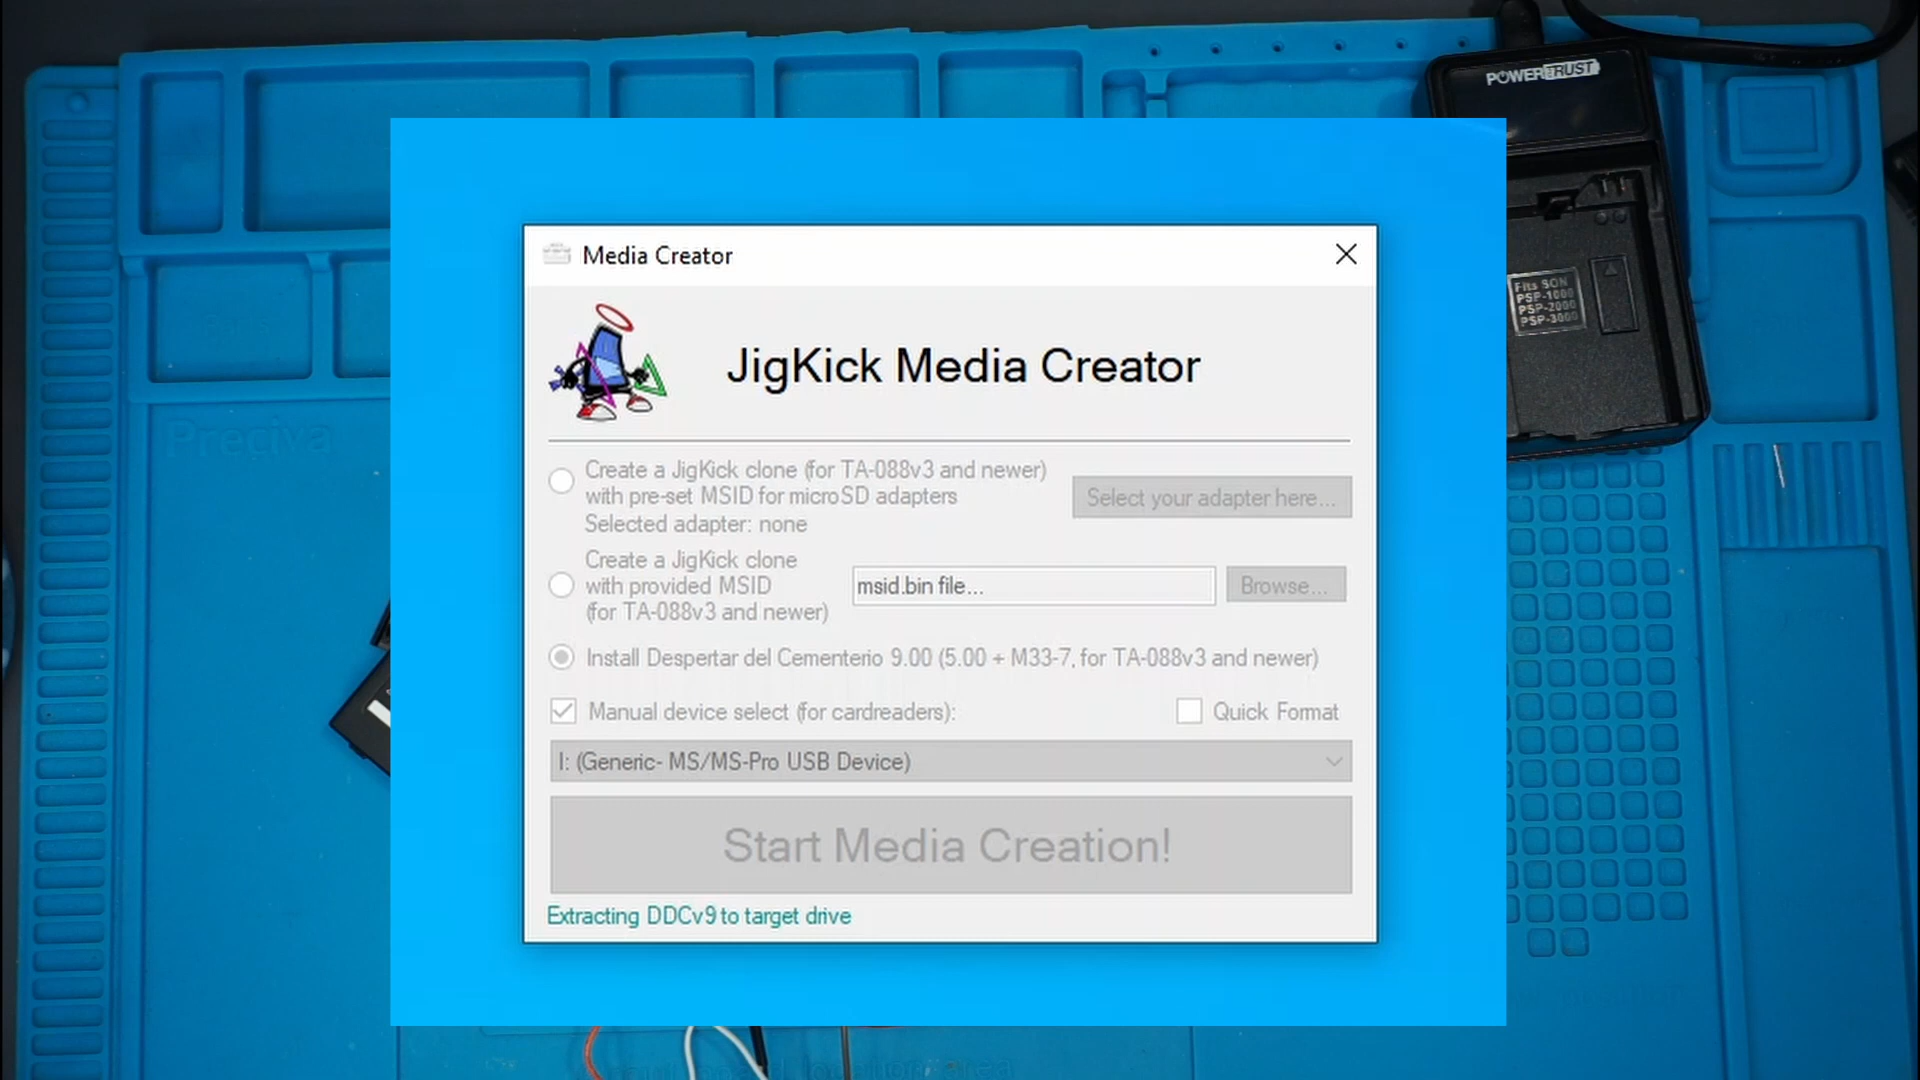 POWERTRUST
Media Creator
JigKick Media Creator
Create a JigKick clone (for TA-088v3 and newer)
with pre-set MSID for microSD adapters
Selected adapter: none
Select your adapter here...
Create a JigKick clone
with provided MSID
(for TA-088v3 and newer)
msid.bin file...
Browse...
Install Despertar del Cementerio 9.00 (5.00 + M33-7, for TA-088v3 and newer)
Manual device select (for cardreaders):
Quick Format
I: (Generic- MS/MS-Pro USB Device)
Start Media Creation!
Extracting DDCv9 to target drive
Fits SON
PSP-1000
PSP-2000
PSP-3000
Preciva